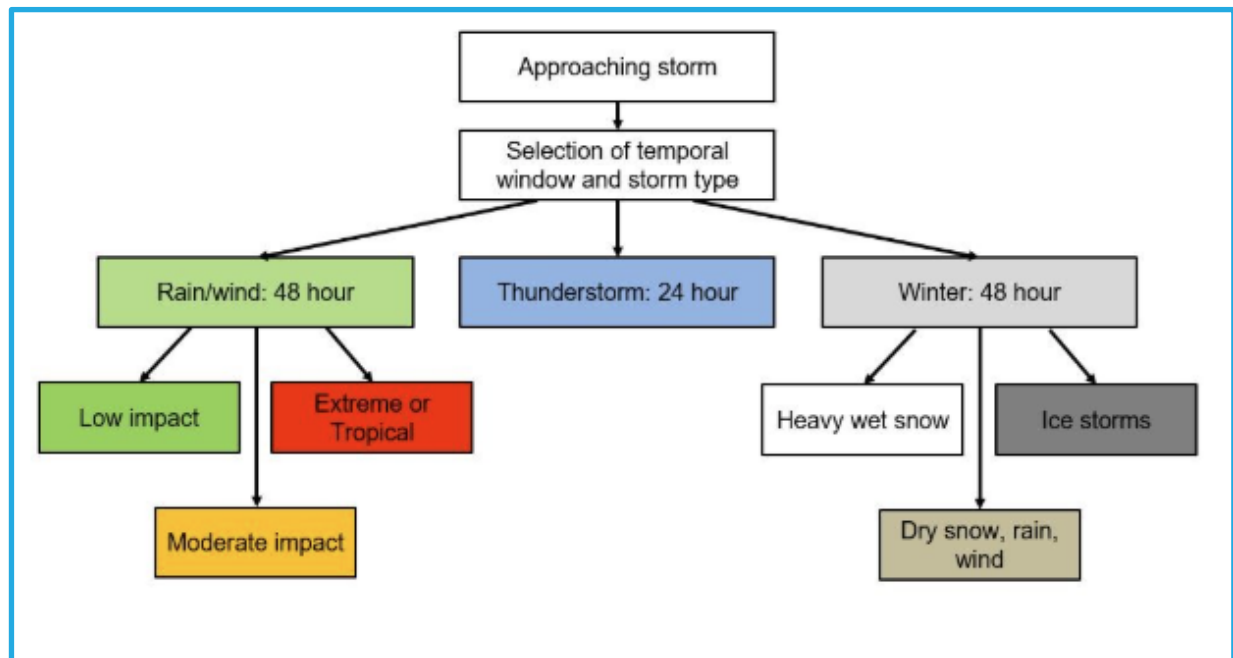 Approaching storm
Selection of temporal
window and storm type
Rain/wind: 48 hour
Thunderstorm: 24 hour
Winter: 48 hour
Low impact
Extreme or
Tropical
Heavy wet snow
Ice storms
Moderate impact
Dry snow, rain,
wind